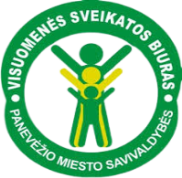 VISUOMENĖS SVEIKATOS BIURAS
PANEVĖŽIO MIESTO SAVIVALDYBĖS